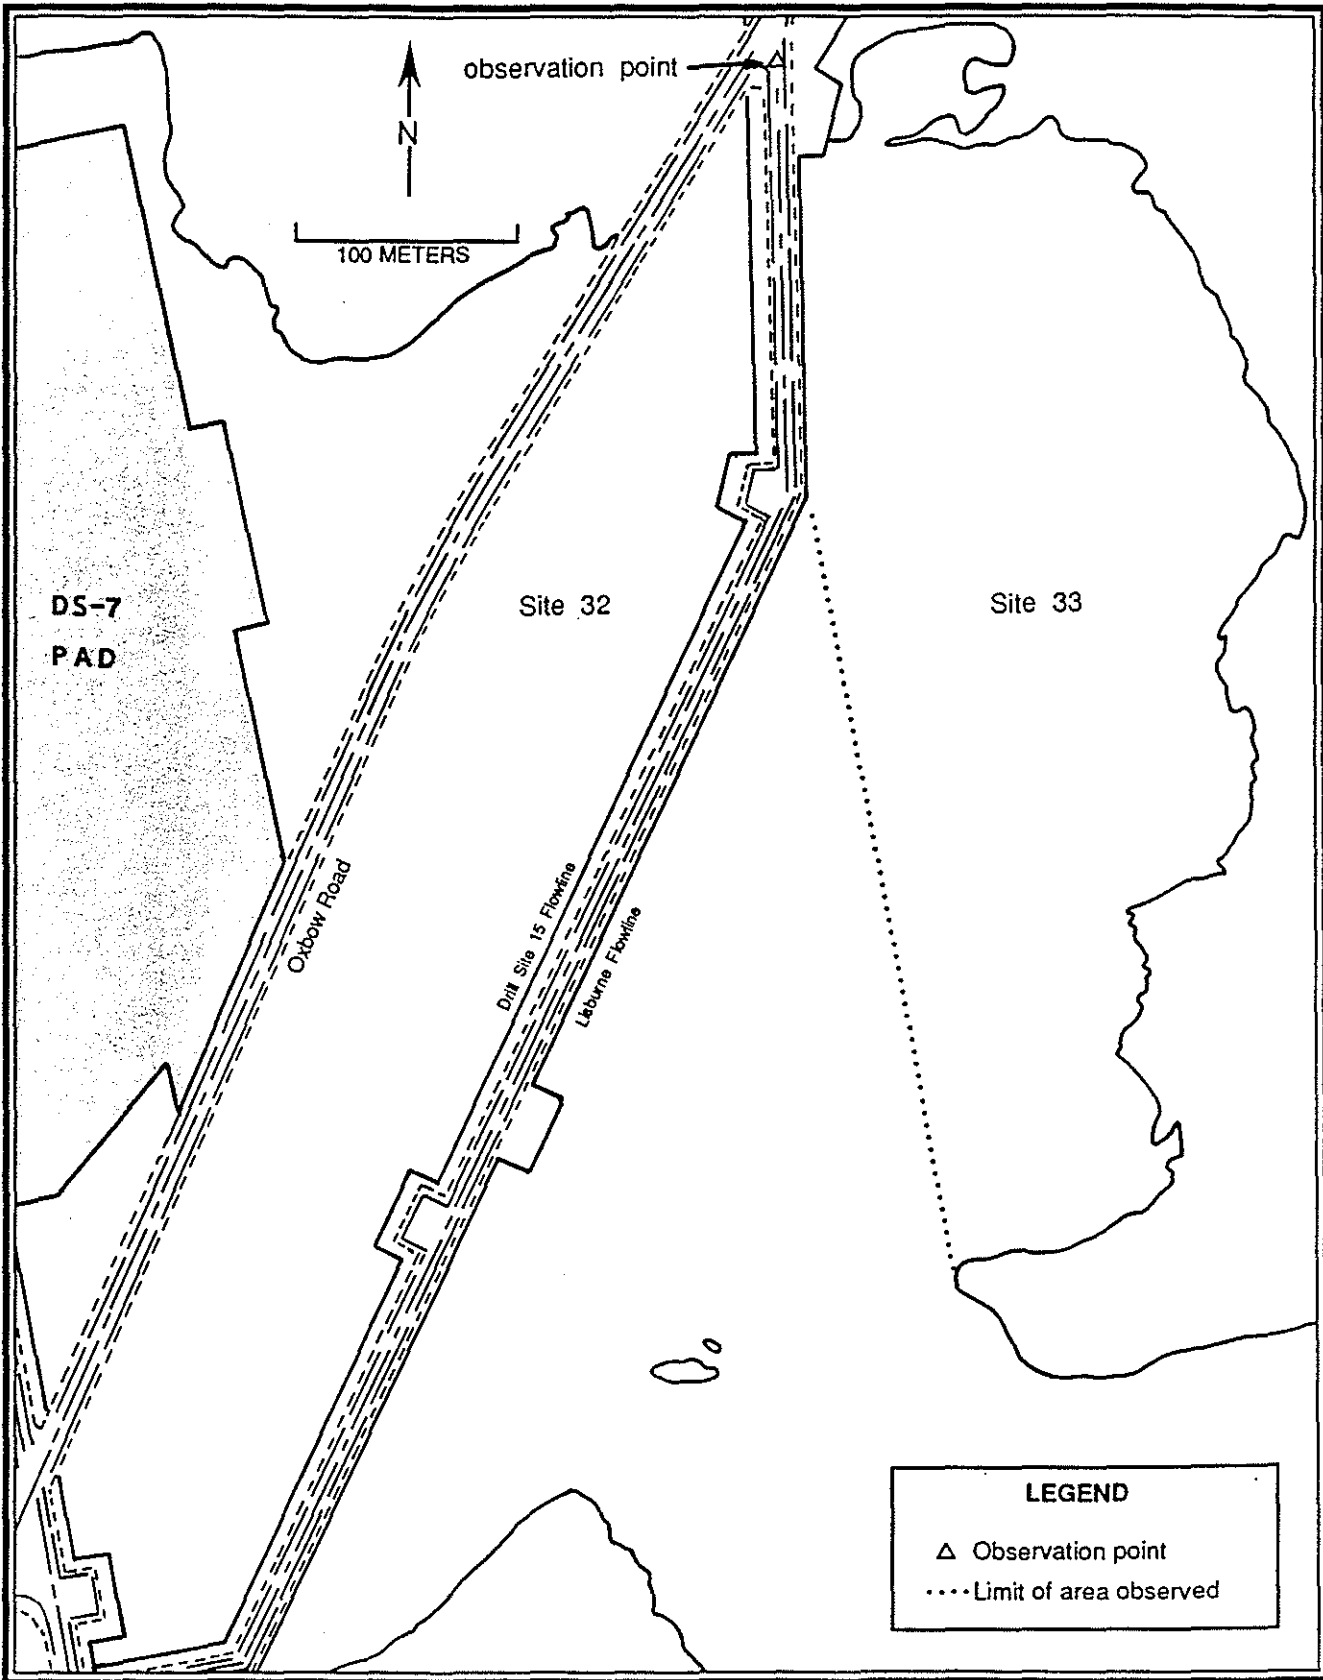 observation point
N
100 METERS
DS-7
PAD
Site 32
Site 33
Oxbow Road
Drill Site 15 Flowline
Lisburne Flowline
LEGEND
Observation point
Limit of area observed